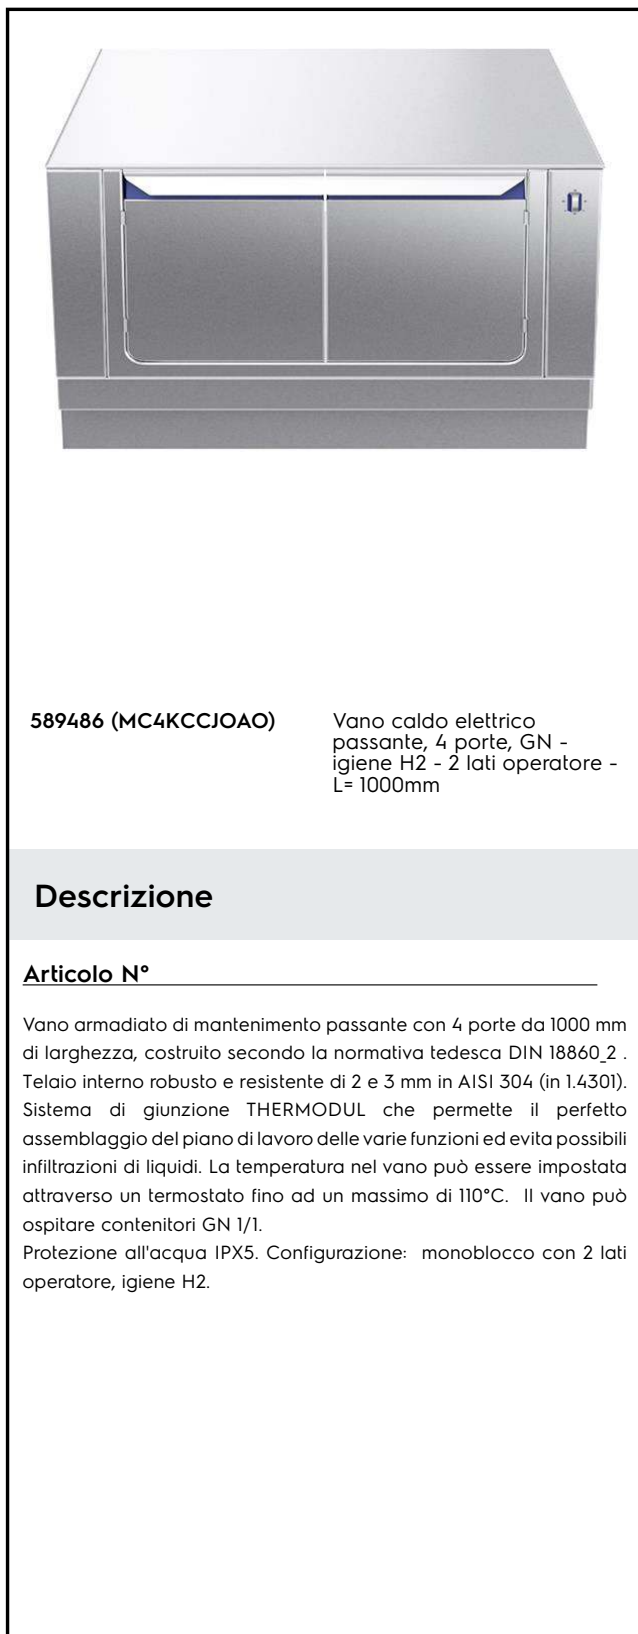 589486 (MC4KCCJOAO)
Vano caldo elettrico
passante, 4 porte, GN -
igiene H2 - 2 lati operatore -
L= 1000mm
Descrizione
Articolo N°
Vano armadiato di mantenimento passante con 4 porte da 1000 mm
di larghezza, costruito secondo la normativa tedesca DIN 18860_2 .
Telaio interno robusto e resistente di 2 e 3 mm in AISI 304 (in 1.4301).
Sistema di giunzione THERMODUL che permette il perfetto
assemblaggio del piano di lavoro delle varie funzioni ed evita possibili
infiltrazioni di liquidi. La temperatura nel vano può essere impostata
attraverso un termostato fino ad un massimo di 110°C. Il vano può
ospitare contenitori GN 1/1.
Protezione all'acqua IPX5. Configurazione: monoblocco con 2 lati
operatore, igiene H2.